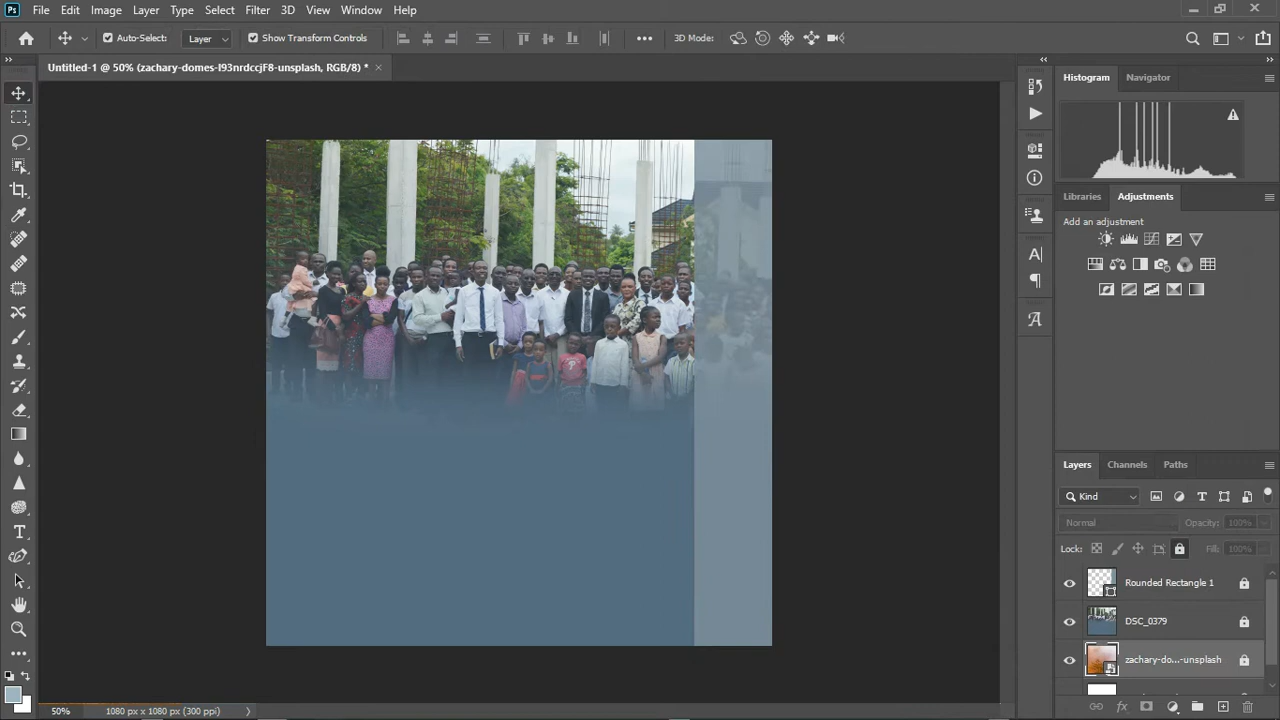 Ps File Edit Image Layer Type Select Filter 3D View Window Help
Auto-Select: Layer Show Transform Controls 3D Mode:
Untitled-1 @ 50% (zachary-domes-l93nrdccjF8-unsplash, RGB/8) *
Histogram Navigator
Libraries Adjustments
Add an adjustment
Layers Channels Paths
Kind
Normal Opacity: 100%
Lock: Fill: 100%
Rounded Rectangle 1
DSC_0379
zachary-do...-unsplash
50% 1080 px x 1080 px (300 ppi)